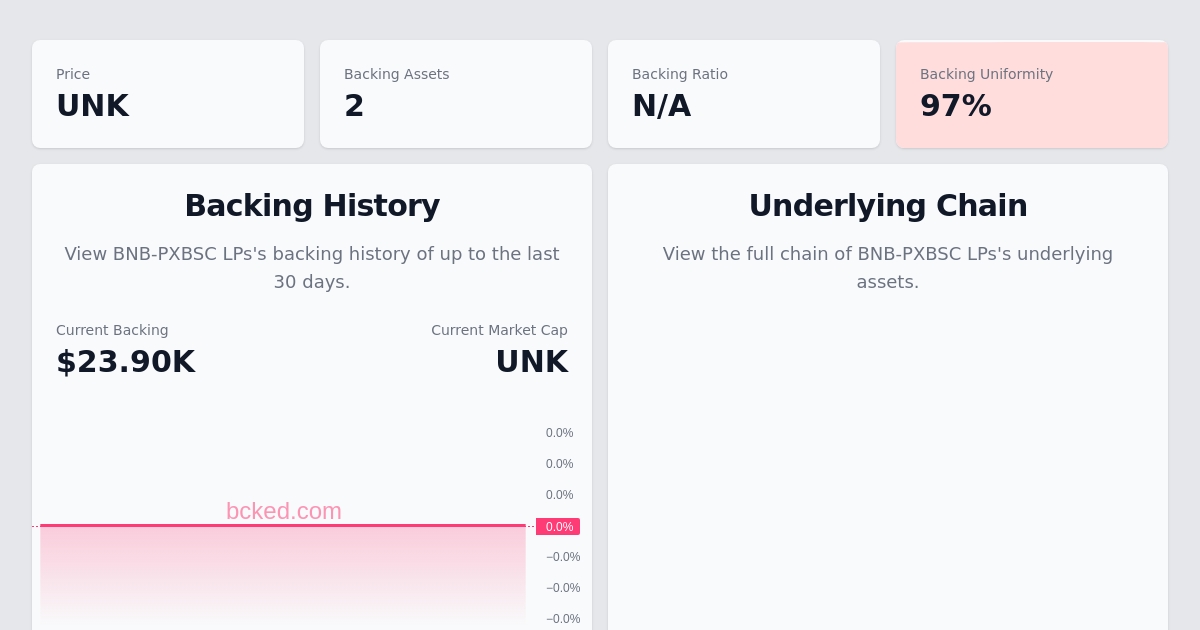 Price
UNK
Backing Assets
2
Backing Ratio
N/A
Backing Uniformity
97%
Backing History
View BNB-PXBSC LPs's backing history of up to the last
30 days.
Current Backing
$23.90K
Current Market Cap
UNK
0.0%
0.0%
0.0%
bcked.com
0.0%
−0.0%
−0.0%
−0.0%
Underlying Chain
View the full chain of BNB-PXBSC LPs's underlying
assets.